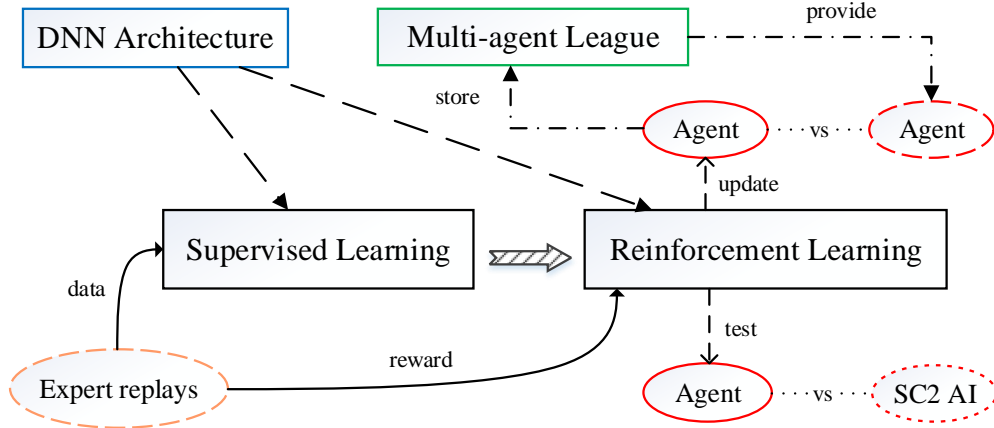 DNN Architecture
Multi-agent League
provide
store
Agent
vs
Agent
update
Supervised Learning
Reinforcement Learning
data
test
reward
Expert replays
Agent
vs
SC2 AI